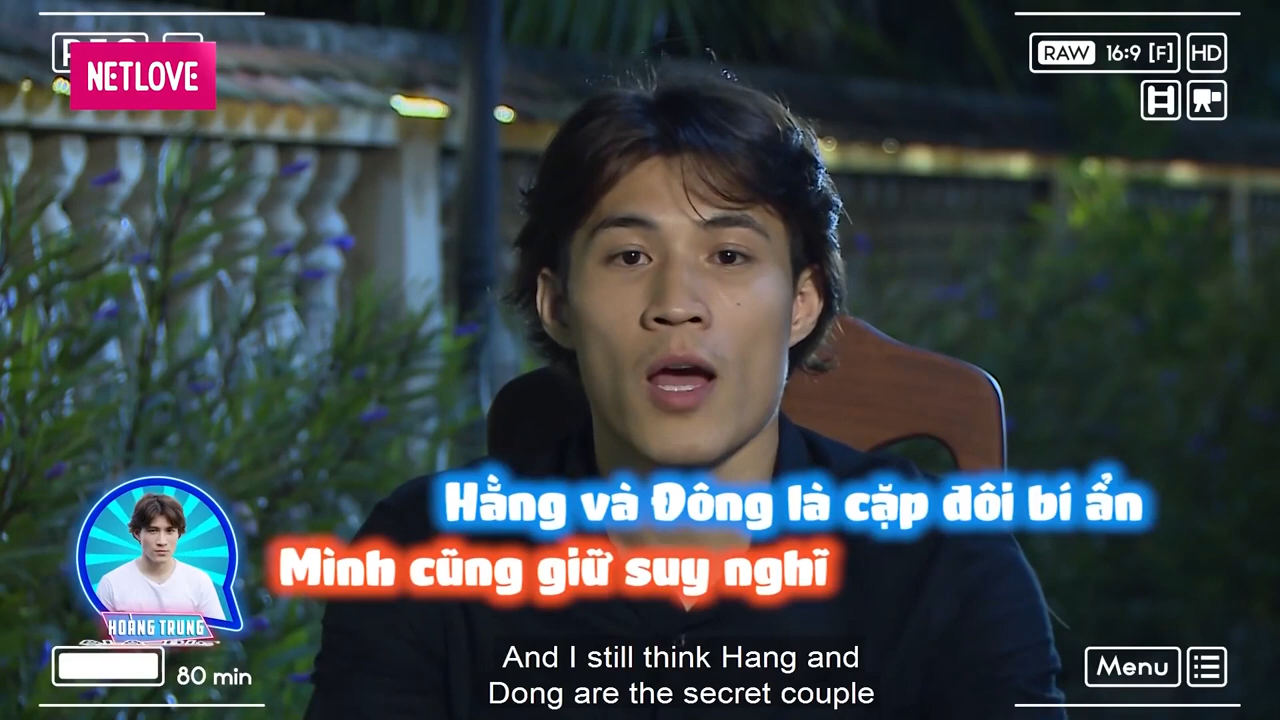 NETLOVE
RAW 16:9 [F] HD
Hằng và Đông là cặp đôi bí ẩn
Mình cũng giữ suy nghĩ
HOÀNG TRUNG
80 min
And I still think Hang and
Dong are the secret couple
Menu